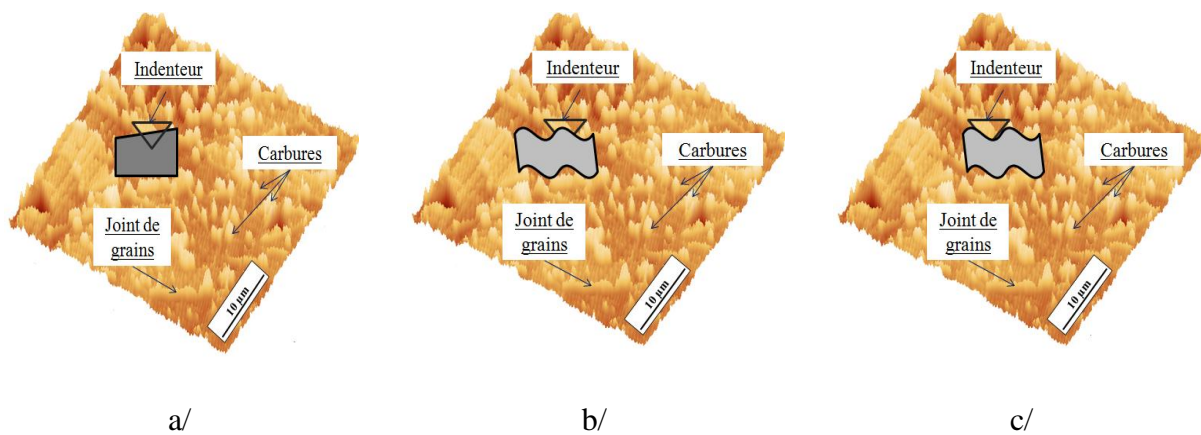 Indenteur
Carbures
Joint de
grains
10 µm
a/
Indenteur
Carbures
Joint de
grains
10 µm
b/
Indenteur
Carbures
Joint de
grains
10 µm
c/